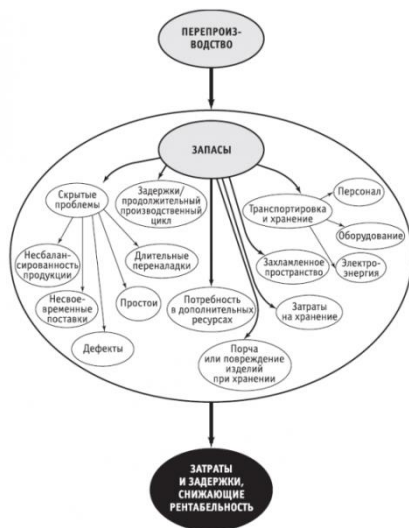 ПЕРЕПРОИЗ-
ВОДСТВО
ЗАПАСЫ
Скрытые
проблемы
Задержки/
продолжительный
производственный
цикл
Транспортировка
и хранение
Персонал
Оборудование
Электро-
энергия
Несбалан-
сированность
продукции
Несвое-
временные
поставки
Дефекты
Простои
Длительные
переналадки
Потребность
в дополнительных
ресурсах
Порча
или повреждение
изделий
при хранении
Захламленное
пространство
Затраты
на хранение
ЗАТРАТЫ
И ЗАДЕРЖКИ,
СНИЖАЮЩИЕ
РЕНТАБЕЛЬНОСТЬ